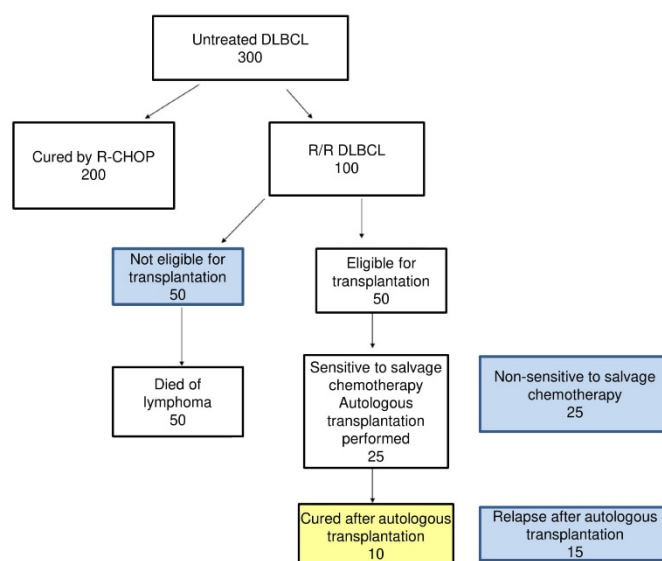 Untreated DLBCL
300
Cured by R-CHOP
200
R/R DLBCL
100
Not eligible for
transplantation
50
Eligible for
transplantation
50
Died of
lymphoma
50
Sensitive to salvage
chemotherapy
Autologous
transplantation
performed
25
Non-sensitive to salvage
chemotherapy
25
Cured after autologous
transplantation
10
Relapse after autologous
transplantation
15